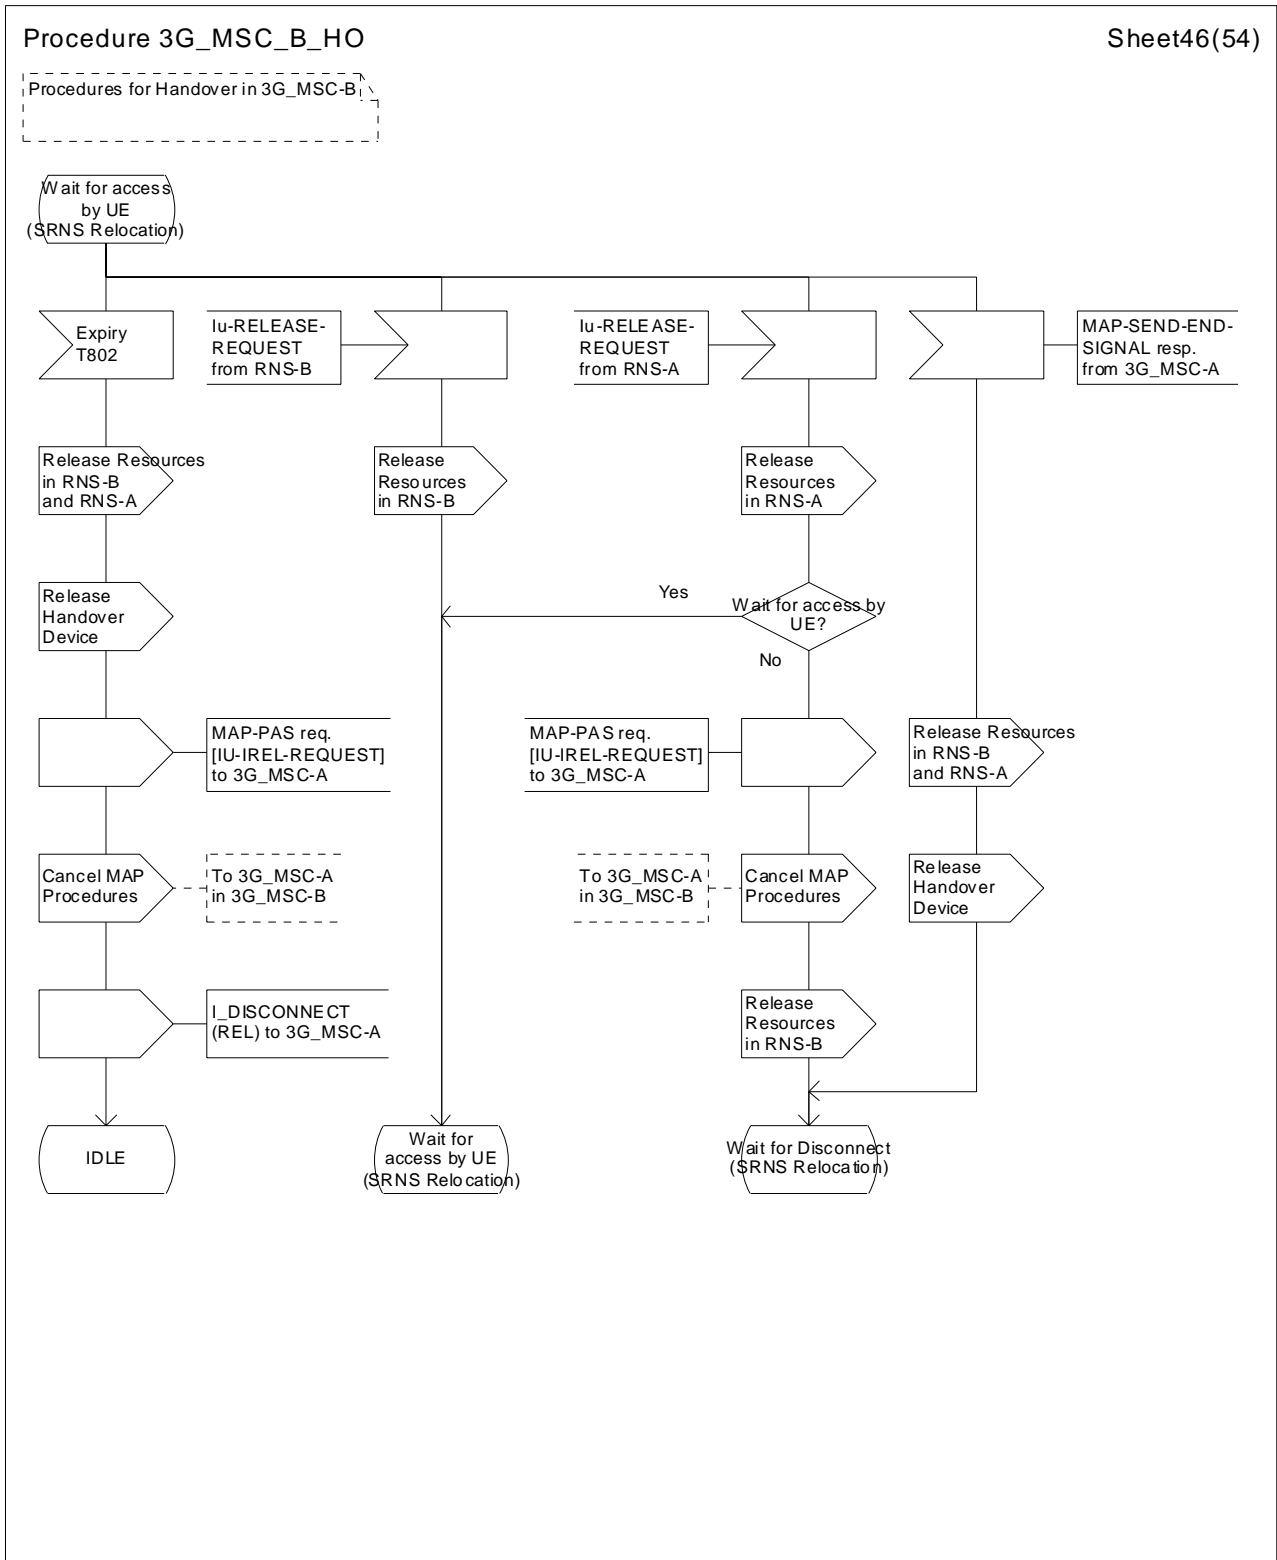 Procedure 3G_MSC_B_HO
Sheet46(54)
Procedures for Handover in 3G_MSC-B
Wait for access
by UE
(SRNS Relocation)
Expiry
T802
Iu-RELEASE-
REQUEST
from RNS-B
Iu-RELEASE-
REQUEST
from RNS-A
MAP-SEND-END-
SIGNAL resp.
from 3G_MSC-A
Release Resources
in RNS-B
and RNS-A
Release
Resources
in RNS-B
Release
Resources
in RNS-A
Release
Handover
Device
Yes
Wait for access by
UE?
No
MAP-PAS req.
[IU-IREL-REQUEST]
to 3G_MSC-A
MAP-PAS req.
[IU-IREL-REQUEST]
to 3G_MSC-A
Release Resources
in RNS-B
and RNS-A
Cancel MAP
Procedures
To 3G_MSC-A
in 3G_MSC-B
To 3G_MSC-A
in 3G_MSC-B
Cancel MAP
Procedures
Release
Handover
Device
I_DISCONNECT
(REL) to 3G_MSC-A
Release
Resources
in RNS-B
IDLE
Wait for
access by UE
(SRNS Relocation)
Wait for Disconnect
(SRNS Relocation)